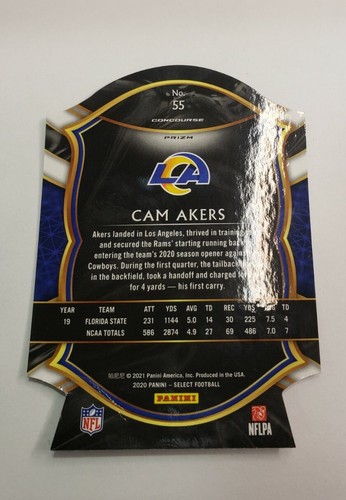 No.
55
CONCOURSE
PRIZM
LA
CAM AKERS
Akers landed in Los Angeles, thrived in training
and secured the Rams' starting running back
entering the team's 2020 season opener against
Cowboys. During the first quarter, the tailback
in the backfield, took a handoff and charged
for 4 yards — his first carry.
YEAR TEAM ATT YDS AVG TD REC YDS AVG TD
19 FLORIDA STATE 231 1144 5.0 14 30 225 7.5 4
NCAA TOTALS 586 2874 4.9 27 69 486 7.0 7
© 2021 Panini America, Inc. Produced in the USA.
2020 PANINI - SELECT FOOTBALL
PANINI
NFL
NFLPA